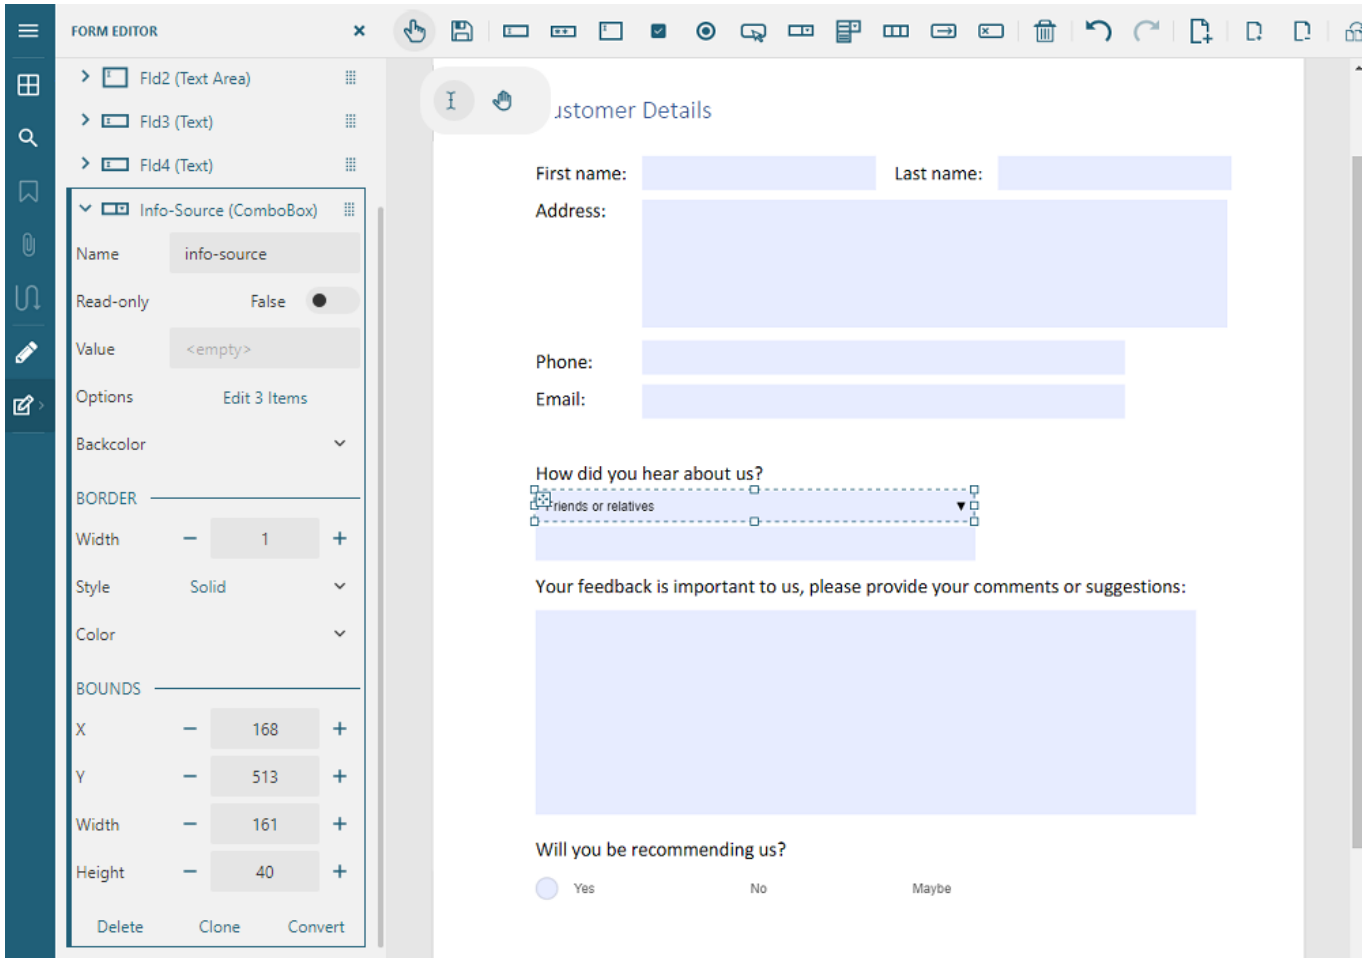 FORM EDITOR
Fld2 (Text Area)
Fld3 (Text)
Fld4 (Text)
Info-Source (ComboBox)
Name info-source
Read-only False
Value <empty>
Options Edit 3 Items
Backcolor
BORDER
Width 1
Style Solid
Color
BOUNDS
X 168
Y 513
Width 161
Height 40
Delete Clone Convert
ustomer Details
First name: Last name:
Address:
Phone:
Email:
How did you hear about us?
Friends or relatives
Your feedback is important to us, please provide your comments or suggestions:
Will you be recommending us?
Yes No Maybe